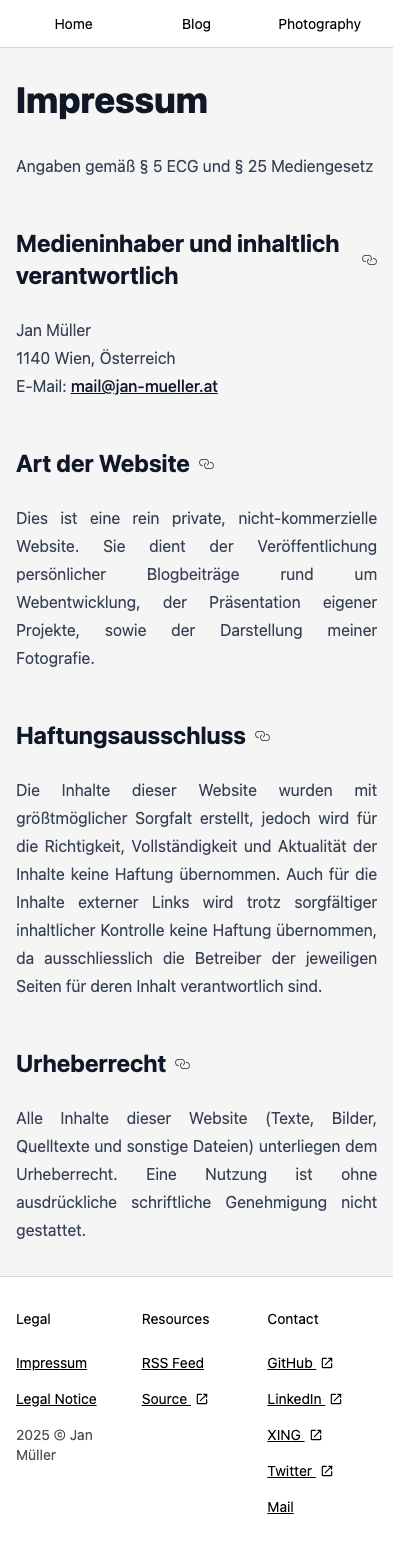 Home Blog Photography
Impressum
Angaben gemäß § 5 ECG und § 25 Mediengesetz
Medieninhaber und inhaltlich
verantwortlich
Jan Müller
1140 Wien, Österreich
E-Mail: mail@jan-mueller.at
Art der Website
Dies ist eine rein private, nicht-kommerzielle
Website. Sie dient der Veröffentlichung
persönlicher Blogbeiträge rund um
Webentwicklung, der Präsentation eigener
Projekte, sowie der Darstellung meiner
Fotografie.
Haftungsausschluss
Die Inhalte dieser Website wurden mit
größtmöglicher Sorgfalt erstellt, jedoch wird für
die Richtigkeit, Vollständigkeit und Aktualität der
Inhalte keine Haftung übernommen. Auch für die
Inhalte externer Links wird trotz sorgfältiger
inhaltlicher Kontrolle keine Haftung übernommen,
da ausschliesslich die Betreiber der jeweiligen
Seiten für deren Inhalt verantwortlich sind.
Urheberrecht
Alle Inhalte dieser Website (Texte, Bilder,
Quelltexte und sonstige Dateien) unterliegen dem
Urheberrecht. Eine Nutzung ist ohne
ausdrückliche schriftliche Genehmigung nicht
gestattet.
Legal
Impressum
Legal Notice
2025 © Jan
Müller
Resources
RSS Feed
Source
Contact
GitHub
LinkedIn
XING
Twitter
Mail